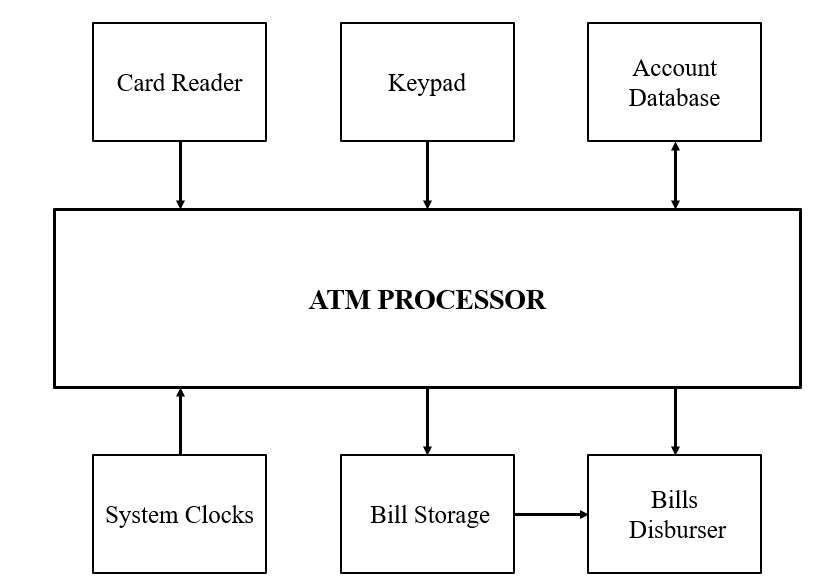 Card Reader
Keypad
Account
Database
ATM PROCESSOR
System Clocks
Bill Storage
Bills
Disburser